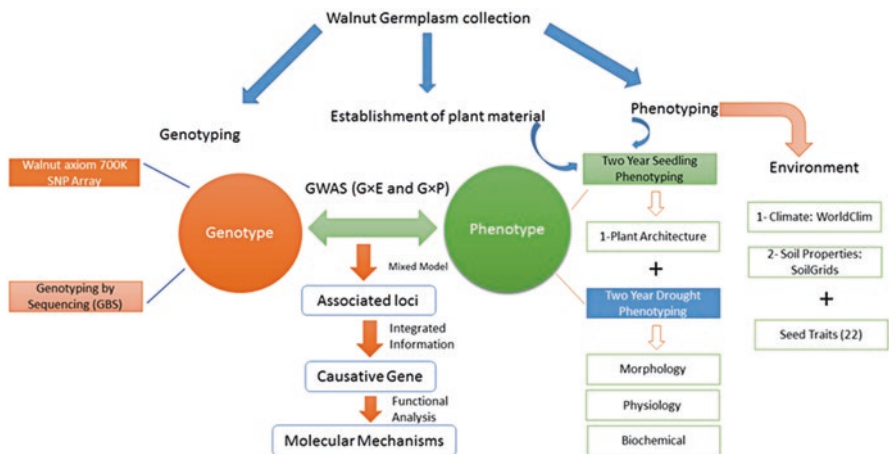 Walnut Germplasm collection
Genotyping
Establishment of plant material
Phenotyping
Walnut axiom 700K
SNP Array
Genotyping by
Sequencing (GBS)
Genotype
GWAS (G×E and G×P)
Mixed Model
Associated loci
Integrated
Information
Causative Gene
Functional
Analysis
Molecular Mechanisms
Phenotype
Two Year Seedling
Phenotyping
1-Plant Architecture
+
Two Year Drought
Phenotyping
Morphology
Physiology
Biochemical
Environment
1- Climate: WorldClim
2- Soil Properties:
SoilGrids
+
Seed Traits (22)